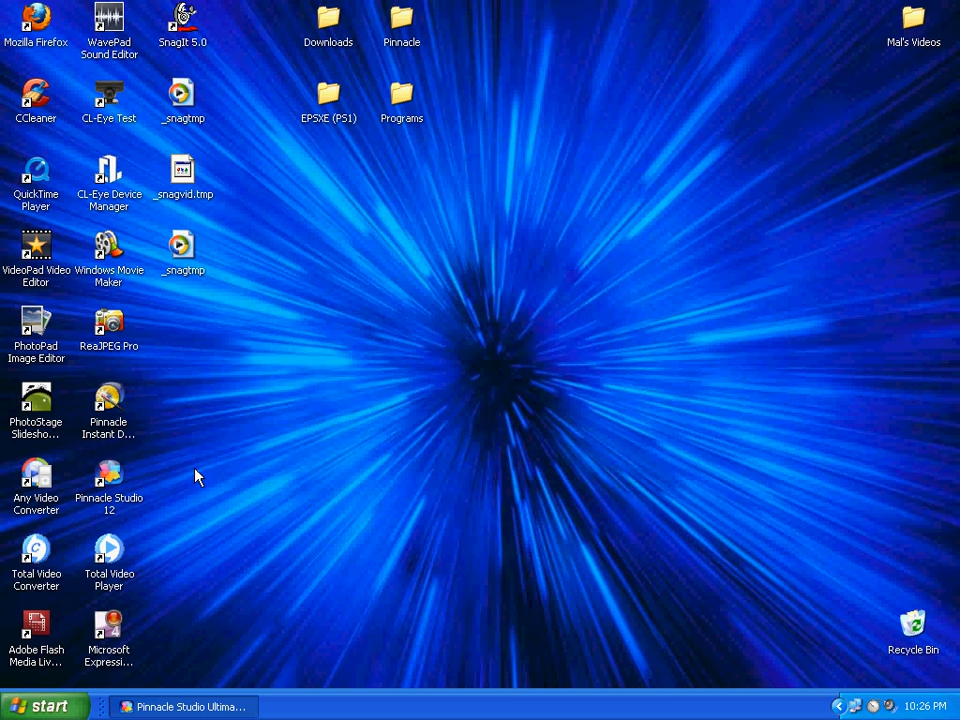 Mozilla Firefox
WavePad
Sound Editor
SnagIt 5.0
Downloads
Pinnacle
Mal's Videos
CCleaner
CL-Eye Test
_snagtmp
EPSXE (PS1)
Programs
QuickTime
Player
CL-Eye Device
Manager
_snagvid.tmp
VideoPad Video
Editor
Windows Movie
Maker
_snagtmp
PhotoPad
Image Editor
ReaJPEG Pro
PhotoStage
Slidesho...
Pinnacle
Instant D...
Any Video
Converter
Pinnacle Studio
12
Total Video
Converter
Total Video
Player
Adobe Flash
Media Liv...
Microsoft
Expressi...
Recycle Bin
start
Pinnacle Studio Ultima...
10:26 PM